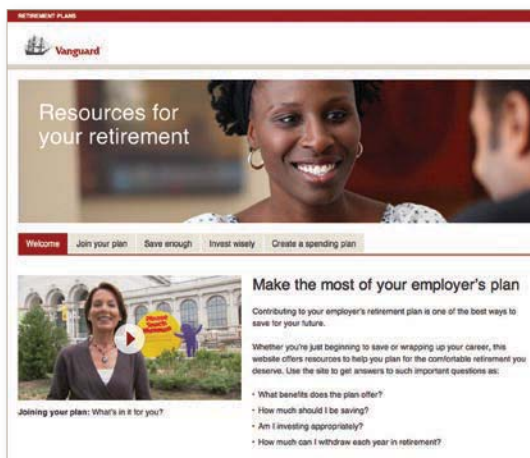 RETIREMENT PLANS
Vanguard
Resources for
your retirement
Welcome Join your plan Save enough Invest wisely Create a spending plan
Please
Touch
Museum
Make the most of your employer's plan
Contributing to your employer's retirement plan is one of the best ways to
save for your future.
Whether you're just beginning to save or wrapping up your career, this
website offers resources to help you plan for the comfortable retirement you
deserve. Use the site to get answers to such important questions as:
• What benefits does the plan offer?
• How much should I be saving?
• Am I investing appropriately?
• How much can I withdraw each year in retirement?
Joining your plan: What's in it for you?